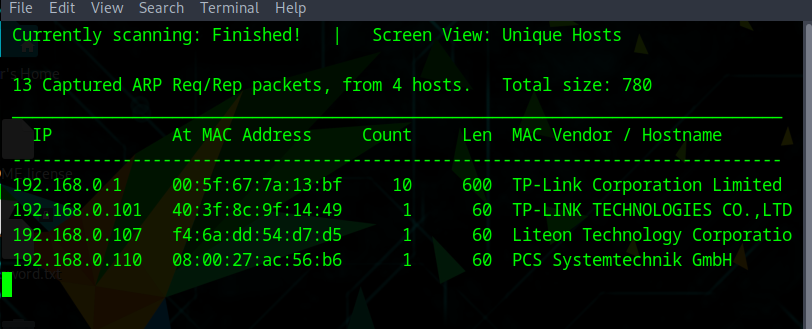 File Edit View Search Terminal Help
Currently scanning: Finished! | Screen View: Unique Hosts
13 Captured ARP Req/Rep packets, from 4 hosts. Total size: 780
_____________________________________________________________________________
IP At MAC Address Count Len MAC Vendor / Hostname
-----------------------------------------------------------------------------
192.168.0.1 00:5f:67:7a:13:bf 10 600 TP-Link Corporation Limited
192.168.0.101 40:3f:8c:9f:14:49 1 60 TP-LINK TECHNOLOGIES CO.,LTD
192.168.0.107 f4:6a:dd:54:d7:d5 1 60 Liteon Technology Corporatio
192.168.0.110 08:00:27:ac:56:b6 1 60 PCS Systemtechnik GmbH